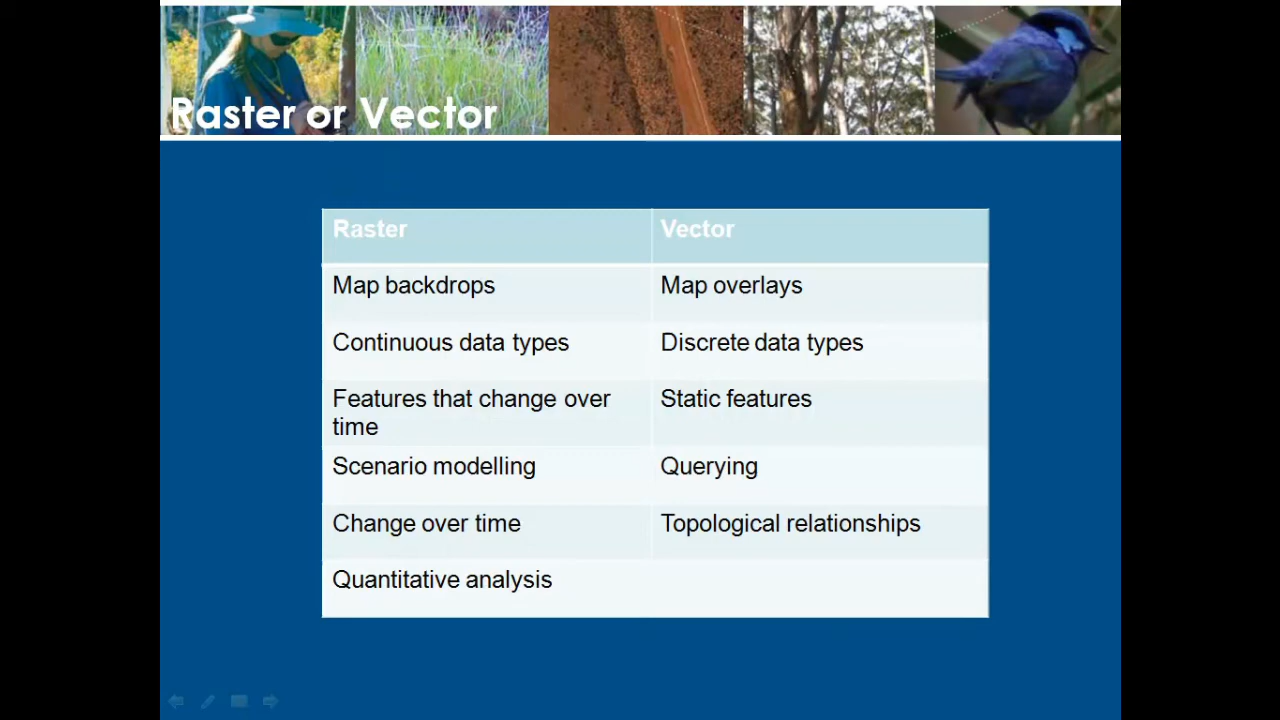 Raster or Vector
Raster
Vector
Map backdrops
Map overlays
Continuous data types
Discrete data types
Features that change over
time
Static features
Scenario modelling
Querying
Change over time
Topological relationships
Quantitative analysis